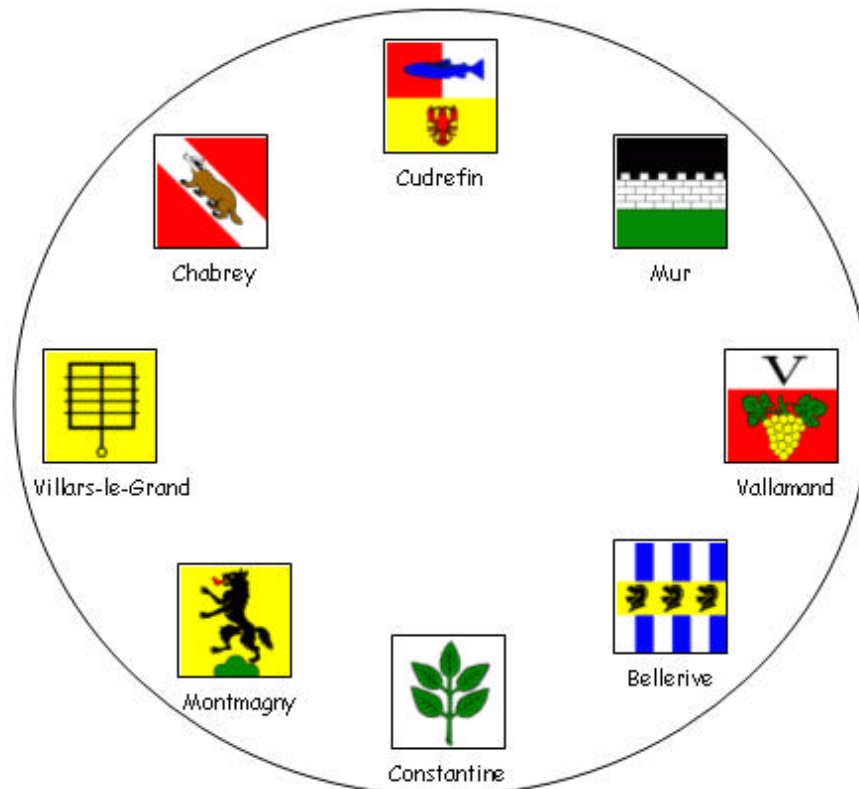 Cudrefin
Chabrey
Mur
V
Villars-le-Grand
Vallamand
Montmagny
Bellerive
Constantine